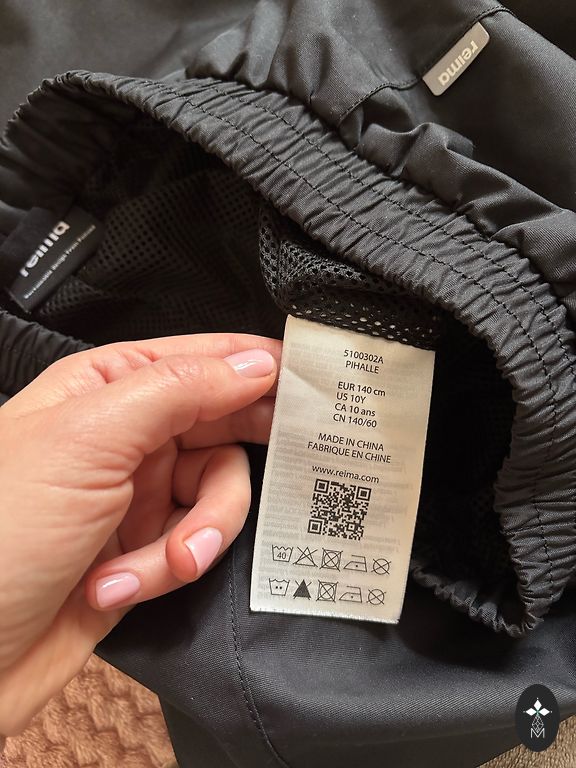 reima
reima
5100302A
PIHALLE
EUR 140 cm
US 10Y
CA 10 ans
CN 140/60
MADE IN CHINA
FABRIQUE EN CHINE
www.reima.com
40
M